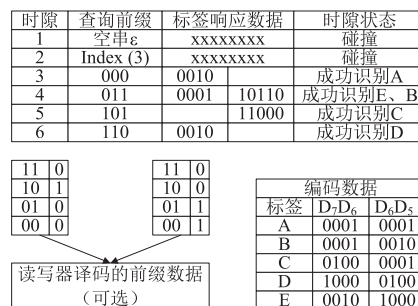 时隙 查询前缀 标签响应数据 时隙状态
1 空串ε xxxxxxxx 碰撞
2 Index (3) xxxxxxxx 碰撞
3 000 0010 成功识别A
4 011 0001 10110 成功识别E、B
5 101 11000 成功识别C
6 110 0010 成功识别D
11 0 11 0
10 1 10 0
01 0 01 1
00 0 00 1
读写器译码的前缀数据
(可选)
编码数据
标签 D7D6 D6D5
A 0001 0001
B 0001 0010
C 0100 0001
D 1000 0100
E 0010 1000